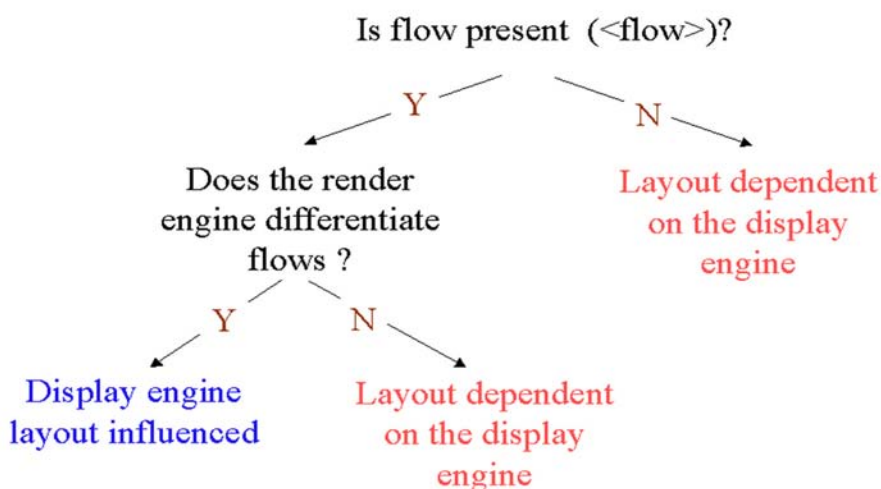 Is flow present (<flow>)?
Y
N
Does the render
engine differentiate
flows ?
Layout dependent
on the display
engine
Y
N
Display engine
layout influenced
Layout dependent
on the display
engine